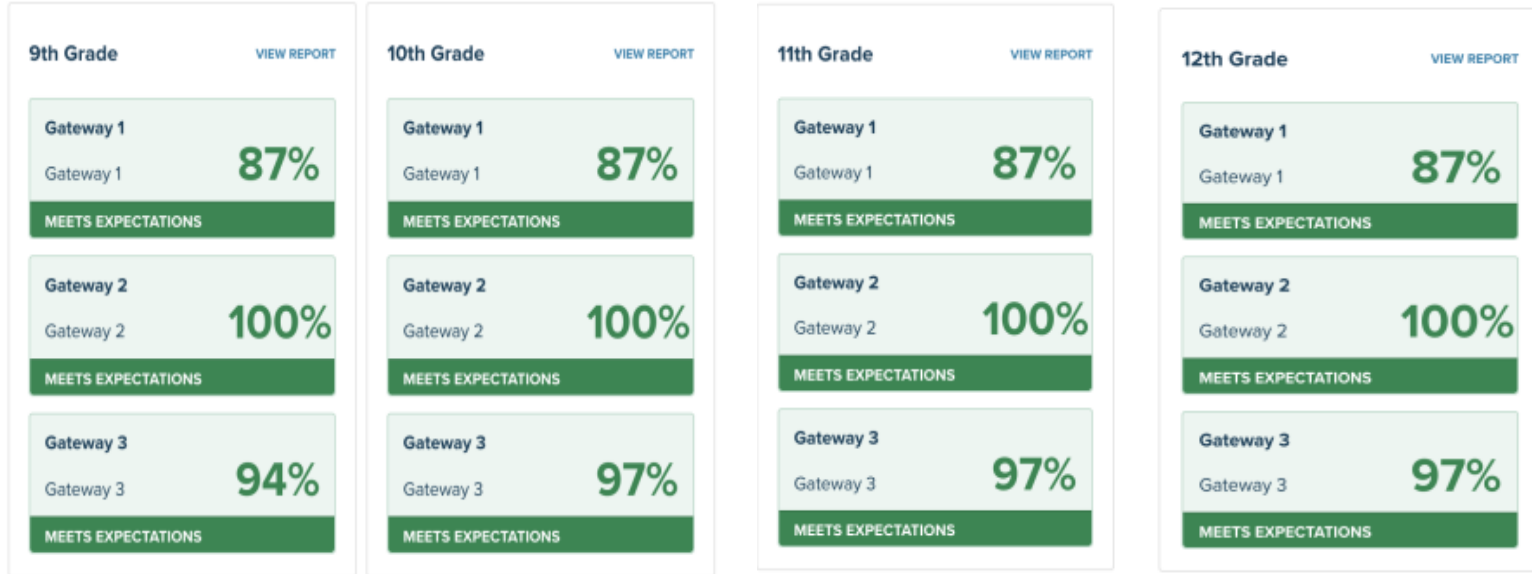 9th Grade VIEW REPORT
Gateway 1
Gateway 1 87%
MEETS EXPECTATIONS
Gateway 2
Gateway 2 100%
MEETS EXPECTATIONS
Gateway 3
Gateway 3 94%
MEETS EXPECTATIONS
10th Grade VIEW REPORT
Gateway 1
Gateway 1 87%
MEETS EXPECTATIONS
Gateway 2
Gateway 2 100%
MEETS EXPECTATIONS
Gateway 3
Gateway 3 97%
MEETS EXPECTATIONS
11th Grade VIEW REPORT
Gateway 1
Gateway 1 87%
MEETS EXPECTATIONS
Gateway 2
Gateway 2 100%
MEETS EXPECTATIONS
Gateway 3
Gateway 3 97%
MEETS EXPECTATIONS
12th Grade VIEW REPORT
Gateway 1
Gateway 1 87%
MEETS EXPECTATIONS
Gateway 2
Gateway 2 100%
MEETS EXPECTATIONS
Gateway 3
Gateway 3 97%
MEETS EXPECTATIONS